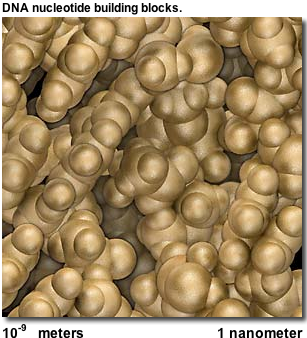 DNA nucleotide building blocks.
10⁻⁹ meters 1 nanometer